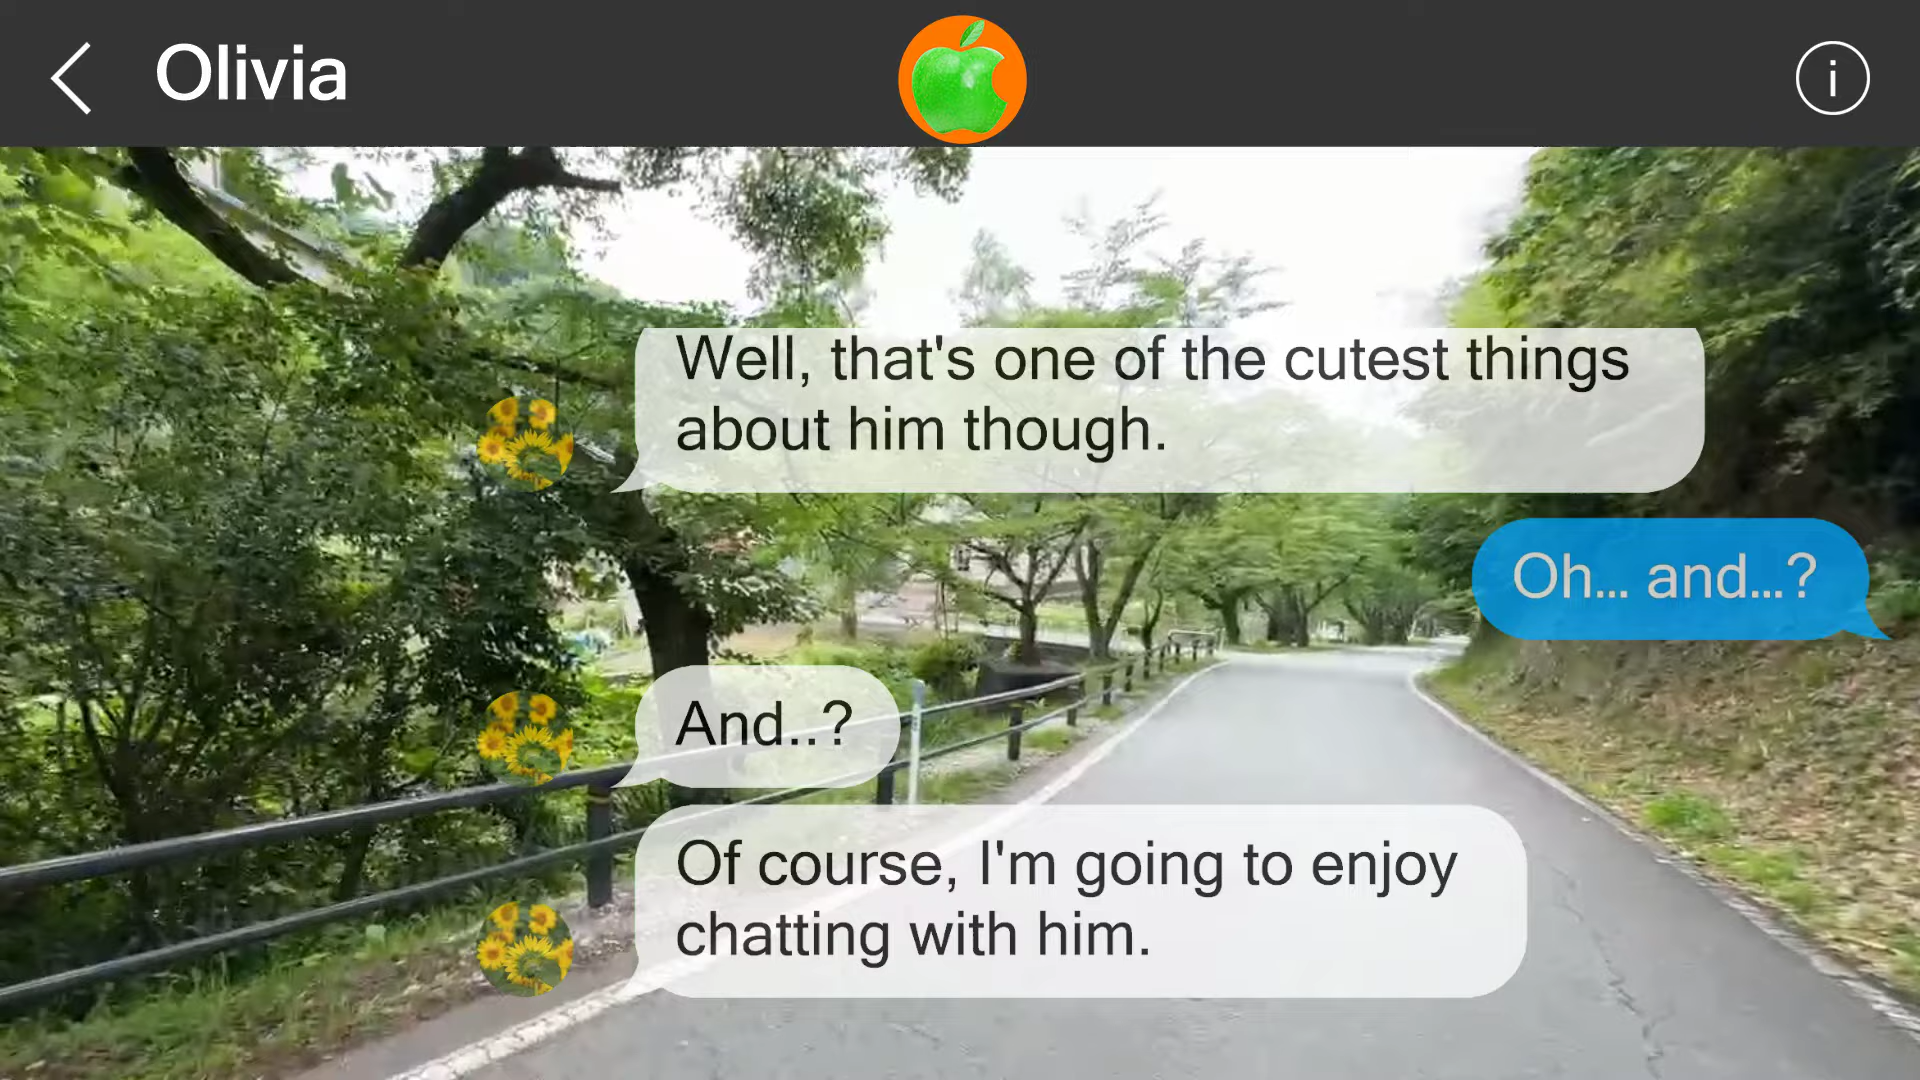 Olivia
i
Well, that's one of the cutest things
about him though.
Oh... and...?
And..?
Of course, I'm going to enjoy
chatting with him.